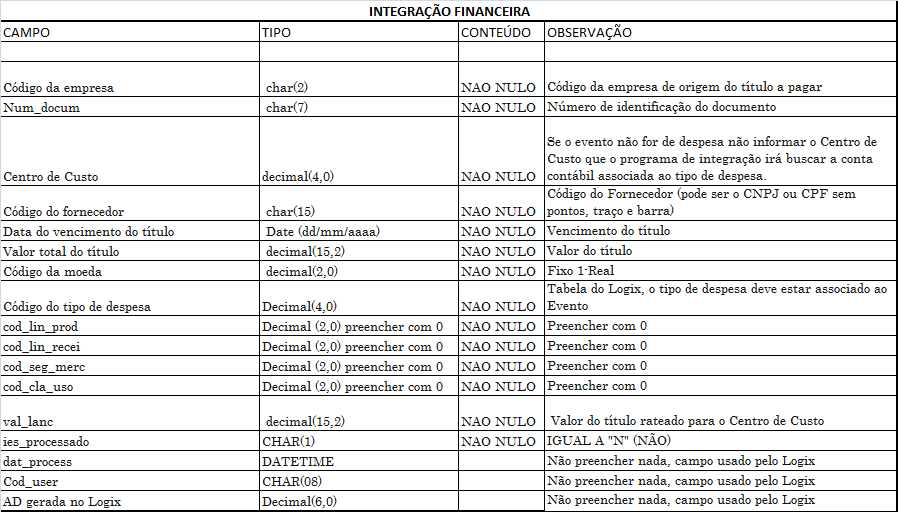 INTEGRAÇÃO FINANCEIRA
CAMPO TIPO CONTEÚDO OBSERVAÇÃO
Código da empresa char(2) NAO NULO Código da empresa de origem do título a pagar
Num_docum char(7) NAO NULO Número de identificação do documento
Centro de Custo decimal(4,0) NAO NULO Se o evento não for de despesa não informar o Centro de
Custo que o programa de integração irá buscar a conta
contábil associada ao tipo de despesa.
Código do fornecedor char(15) NAO NULO Código do Fornecedor (pode ser o CNPJ ou CPF sem
pontos, traço e barra)
Data do vencimento do título Date (dd/mm/aaaa) NAO NULO Vencimento do título
Valor total do título decimal(15,2) NAO NULO Valor do título
Código da moeda decimal(2,0) NAO NULO Fixo 1-Real
Código do tipo de despesa Decimal(4,0) NAO NULO Tabela do Logix, o tipo de despesa deve estar associado ao
Evento
cod_lin_prod Decimal (2,0) preencher com 0 NAO NULO Preencher com 0
cod_lin_recei Decimal (2,0) preencher com 0 NAO NULO Preencher com 0
cod_seg_merc Decimal (2,0) preencher com 0 NAO NULO Preencher com 0
cod_cla_uso Decimal (2,0) preencher com 0 NAO NULO Preencher com 0
val_lanc decimal(15,2) NAO NULO Valor do título rateado para o Centro de Custo
ies_processado CHAR(1) NAO NULO IGUAL A "N" (NÃO)
dat_process DATETIME Não preencher nada, campo usado pelo Logix
Cod_user CHAR(08) Não preencher nada, campo usado pelo Logix
AD gerada no Logix Decimal(6,0) Não preencher nada, campo usado pelo Logix